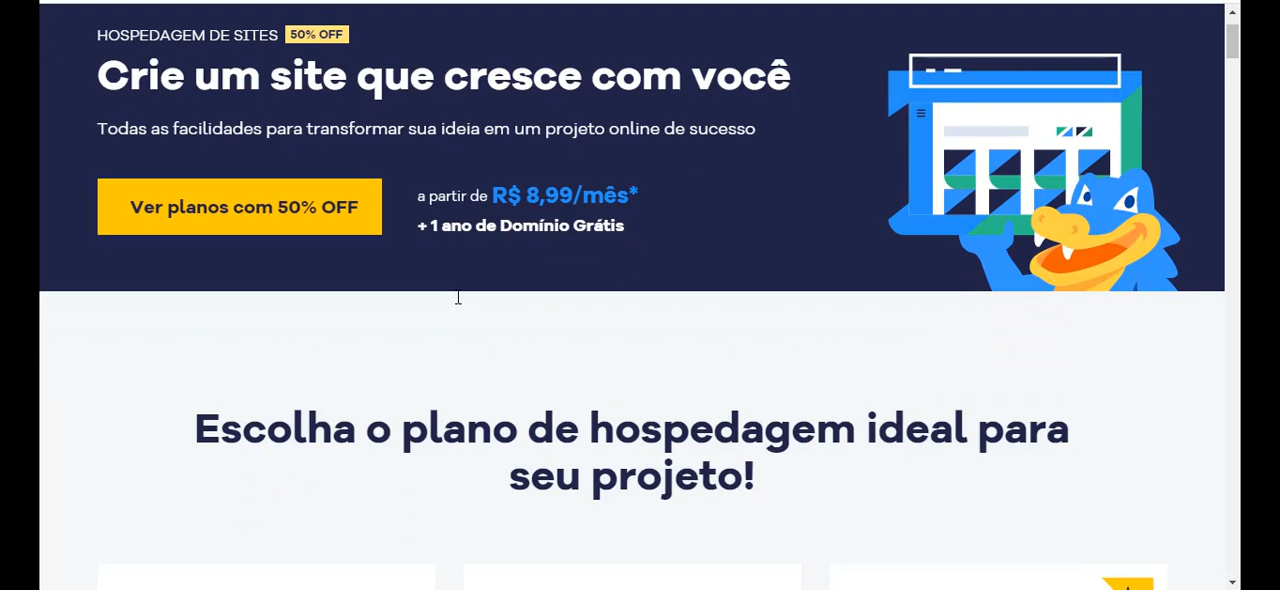 HOSPEDAGEM DE SITES 50% OFF
Crie um site que cresce com você
Todas as facilidades para transformar sua ideia em um projeto online de sucesso
Ver planos com 50% OFF
a partir de R$ 8,99/mês*
+ 1 ano de Domínio Grátis
Escolha o plano de hospedagem ideal para
seu projeto!